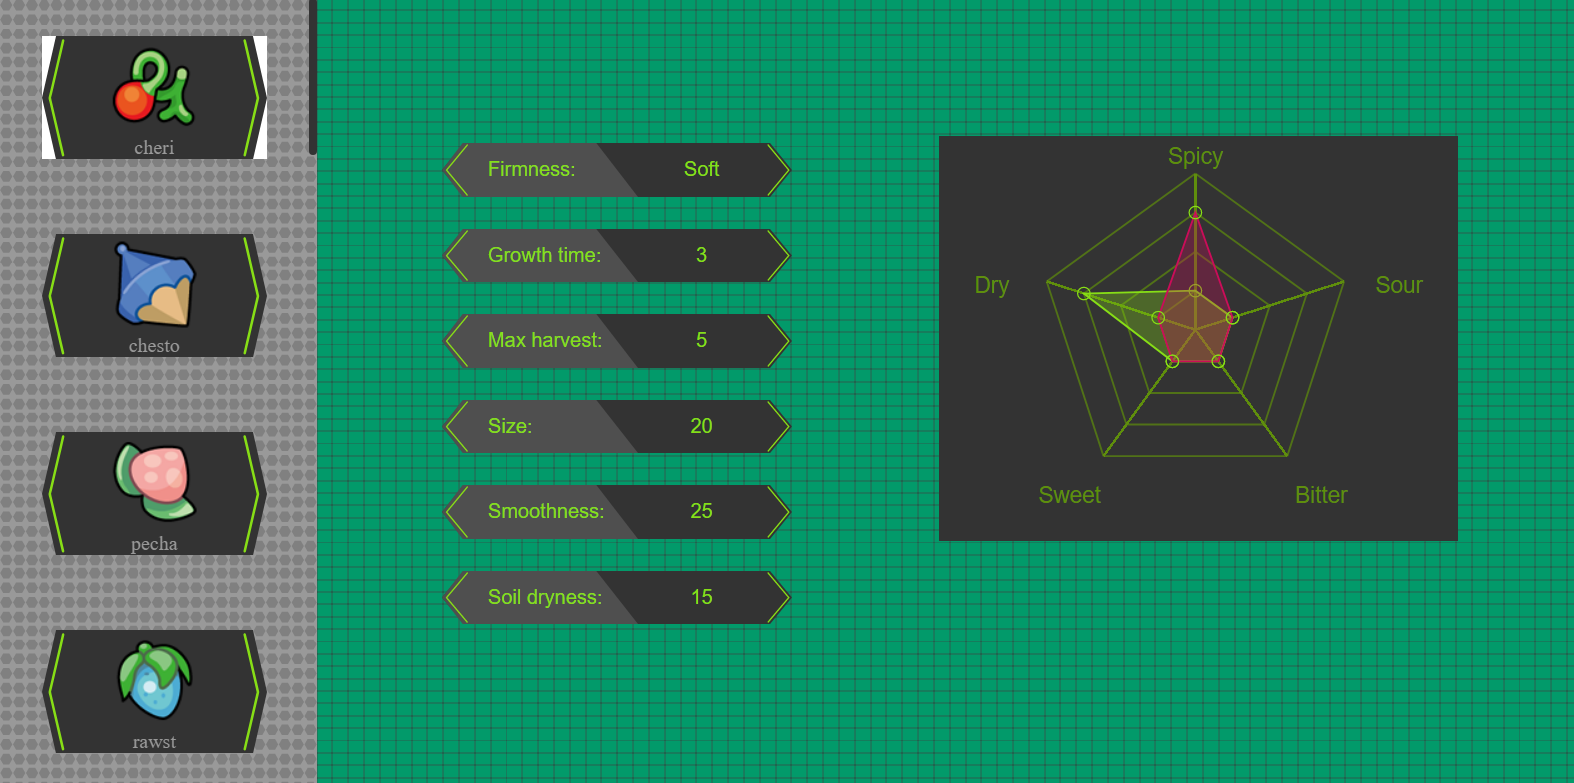 cheri
chesto
pecha
rawst
Firmness: Soft
Growth time: 3
Max harvest: 5
Size: 20
Smoothness: 25
Soil dryness: 15
Spicy
Dry
Sour
Sweet
Bitter